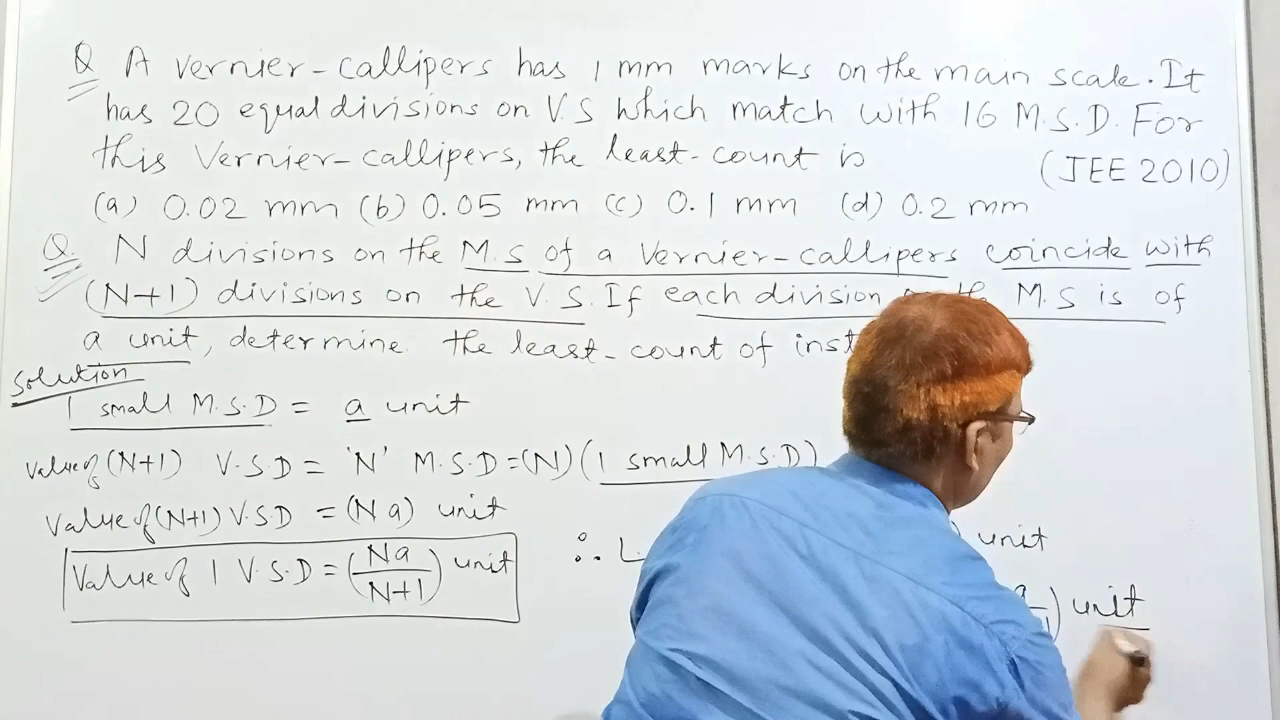 Q A vernier-callipers has 1 mm marks on the main scale. It
has 20 equal divisions on V.S which match with 16 M.S.D. For
this Vernier-callipers, the least-count is (JEE 2010)
(a) 0.02 mm (b) 0.05 mm (c) 0.1 mm (d) 0.2 mm
Q. N divisions on the M.S of a Vernier-callipers coincide with
(N+1) divisions on the V.S. If each division M.S is of
a unit, determine the least-count of
Solution
1 small M.S.D = a unit
Value of (N+1) V.S.D = 'N' M.S.D = (N) (1 small M.S.D)
Value of (N+1) V.S.D = (Na) unit
Value of 1 V.S.D = (Na/N+1) unit
∴ L. unit
unit